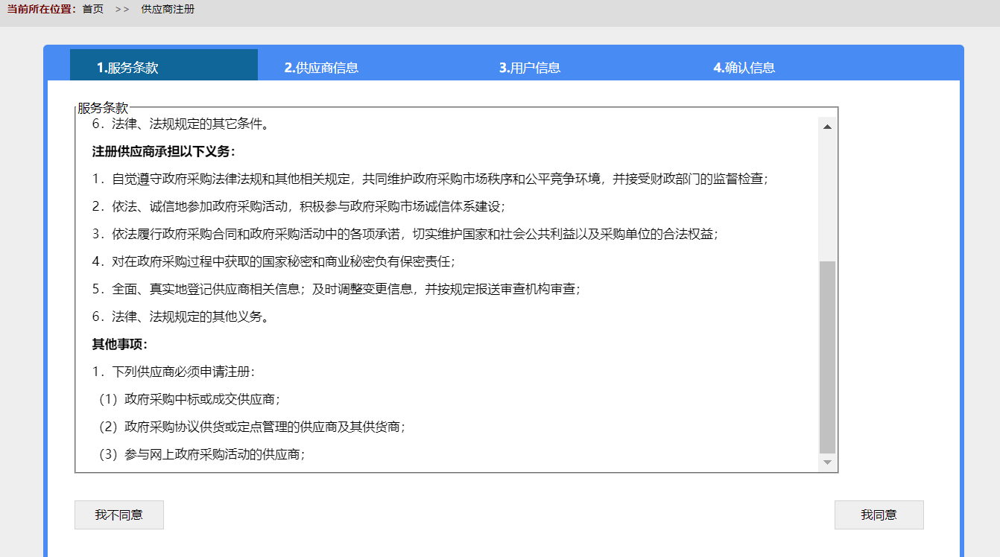 当前所在位置：首页 >> 供应商注册
1.服务条款 2.供应商信息 3.用户信息 4.确认信息
服务条款
6．法律、法规规定的其它条件。
注册供应商承担以下义务：
1．自觉遵守政府采购法律法规和其他相关规定，共同维护政府采购市场秩序和公平竞争环境，并接受财政部门的监督检查；
2．依法、诚信地参加政府采购活动，积极参与政府采购市场诚信体系建设；
3．依法履行政府采购合同和政府采购活动中的各项承诺，切实维护国家和社会公共利益以及采购单位的合法权益；
4．对在政府采购过程中获取的国家秘密和商业秘密负有保密责任；
5．全面、真实地登记供应商相关信息；及时调整变更信息，并按规定报送审查机构审查；
6．法律、法规规定的其他义务。
其他事项：
1．下列供应商必须申请注册：
（1）政府采购中标或成交供应商；
（2）政府采购协议供货或定点管理的供应商及其供货商；
（3）参与网上政府采购活动的供应商；
我不同意 我同意